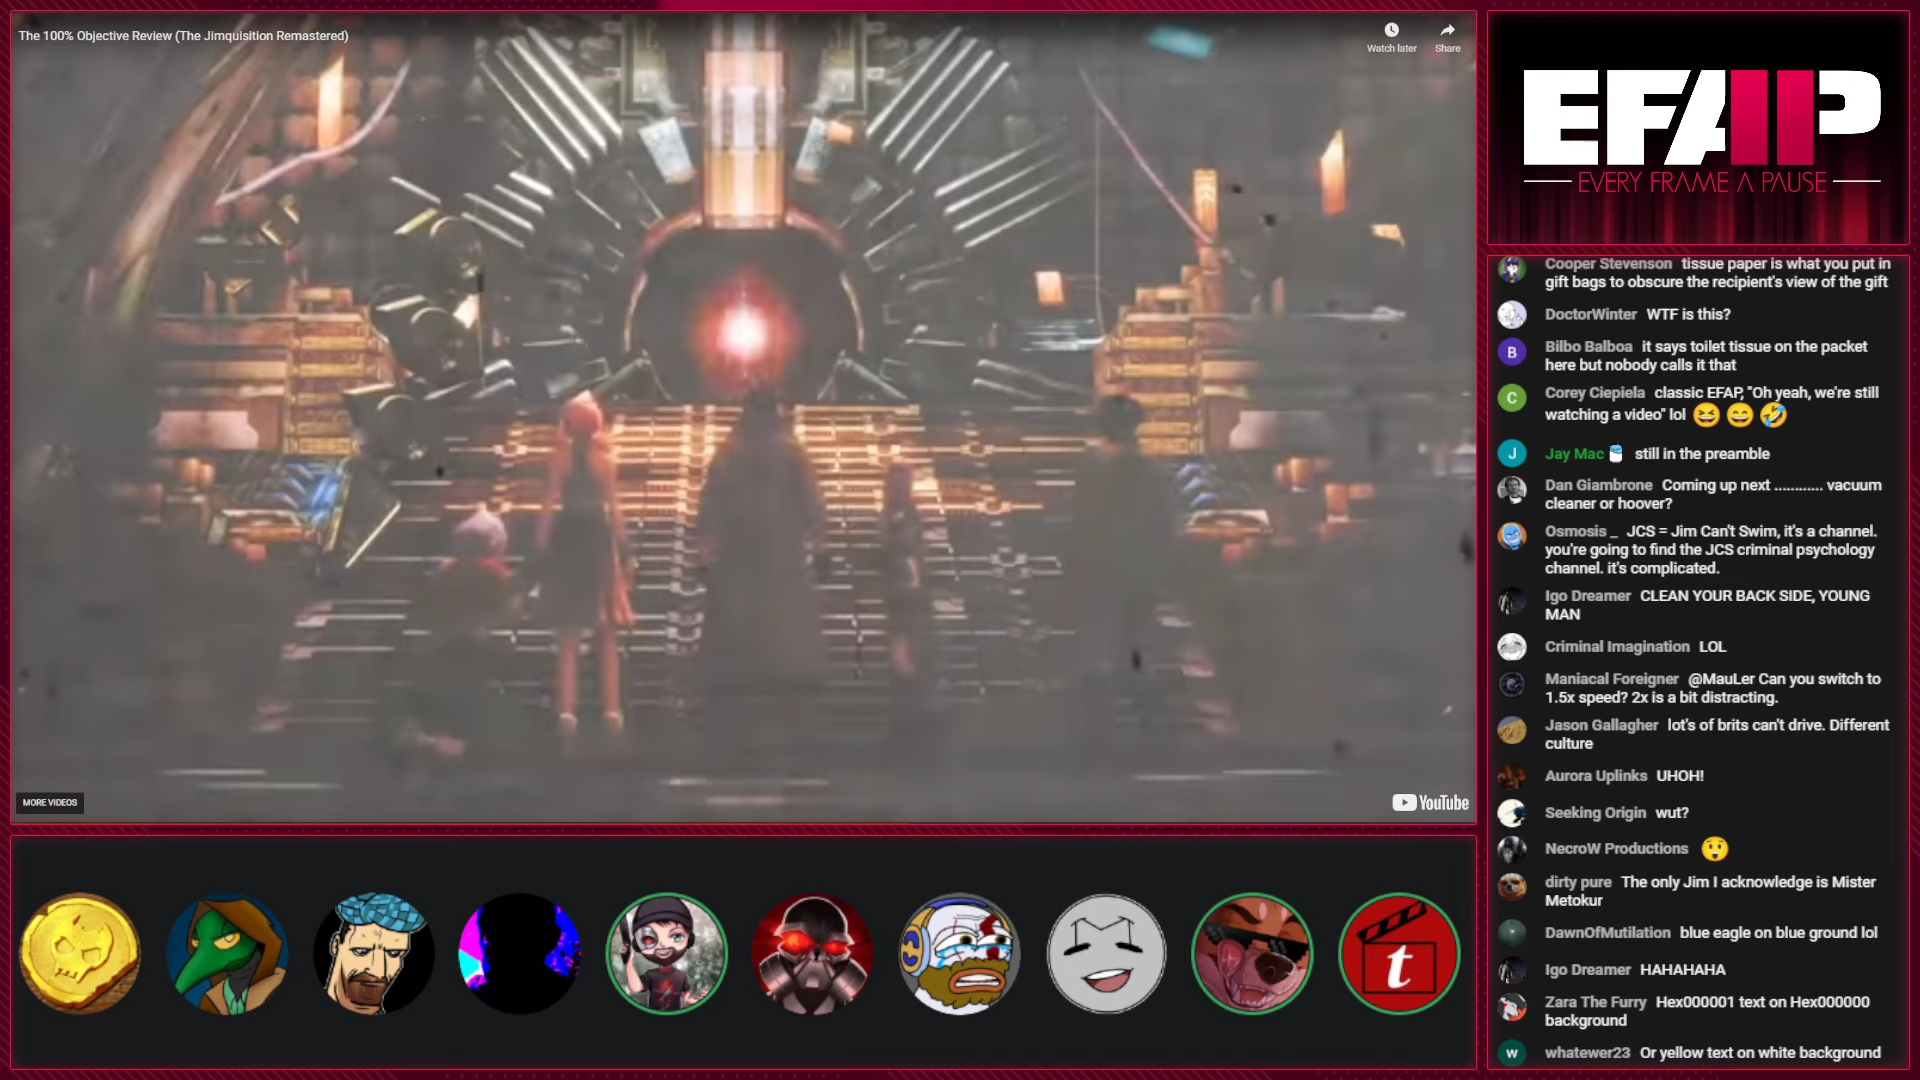 The 100% Objective Review (The Jimquisition Remastered)
Watch later
Share
MORE VIDEOS
YouTube
EFAP
EVERY FRAME A PAUSE
Cooper Stevenson tissue paper is what you put in
gift bags to obscure the recipient's view of the gift
DoctorWinter WTF is this?
B
Bilbo Balboa it says toilet tissue on the packet
here but nobody calls it that
C
Corey Ciepiela classic EFAP, "Oh yeah, we're still
watching a video" lol 😆 😄 🤣
J
Jay Mac still in the preamble
Dan Giambrone Coming up next ............ vacuum
cleaner or hoover?
Osmosis _ JCS = Jim Can't Swim, it's a channel.
you're going to find the JCS criminal psychology
channel. it's complicated.
Igo Dreamer CLEAN YOUR BACK SIDE, YOUNG
MAN
Criminal Imagination LOL
Maniacal Foreigner @MauLer Can you switch to
1.5x speed? 2x is a bit distracting.
Jason Gallagher lot's of brits can't drive. Different
culture
Aurora Uplinks UHOH!
Seeking Origin wut?
NecroW Productions 😲
dirty pure The only Jim I acknowledge is Mister
Metokur
DawnOfMutilation blue eagle on blue ground lol
Igo Dreamer HAHAHAHA
Zara The Furry Hex000001 text on Hex000000
background
w
whatewer23 Or yellow text on white background
t